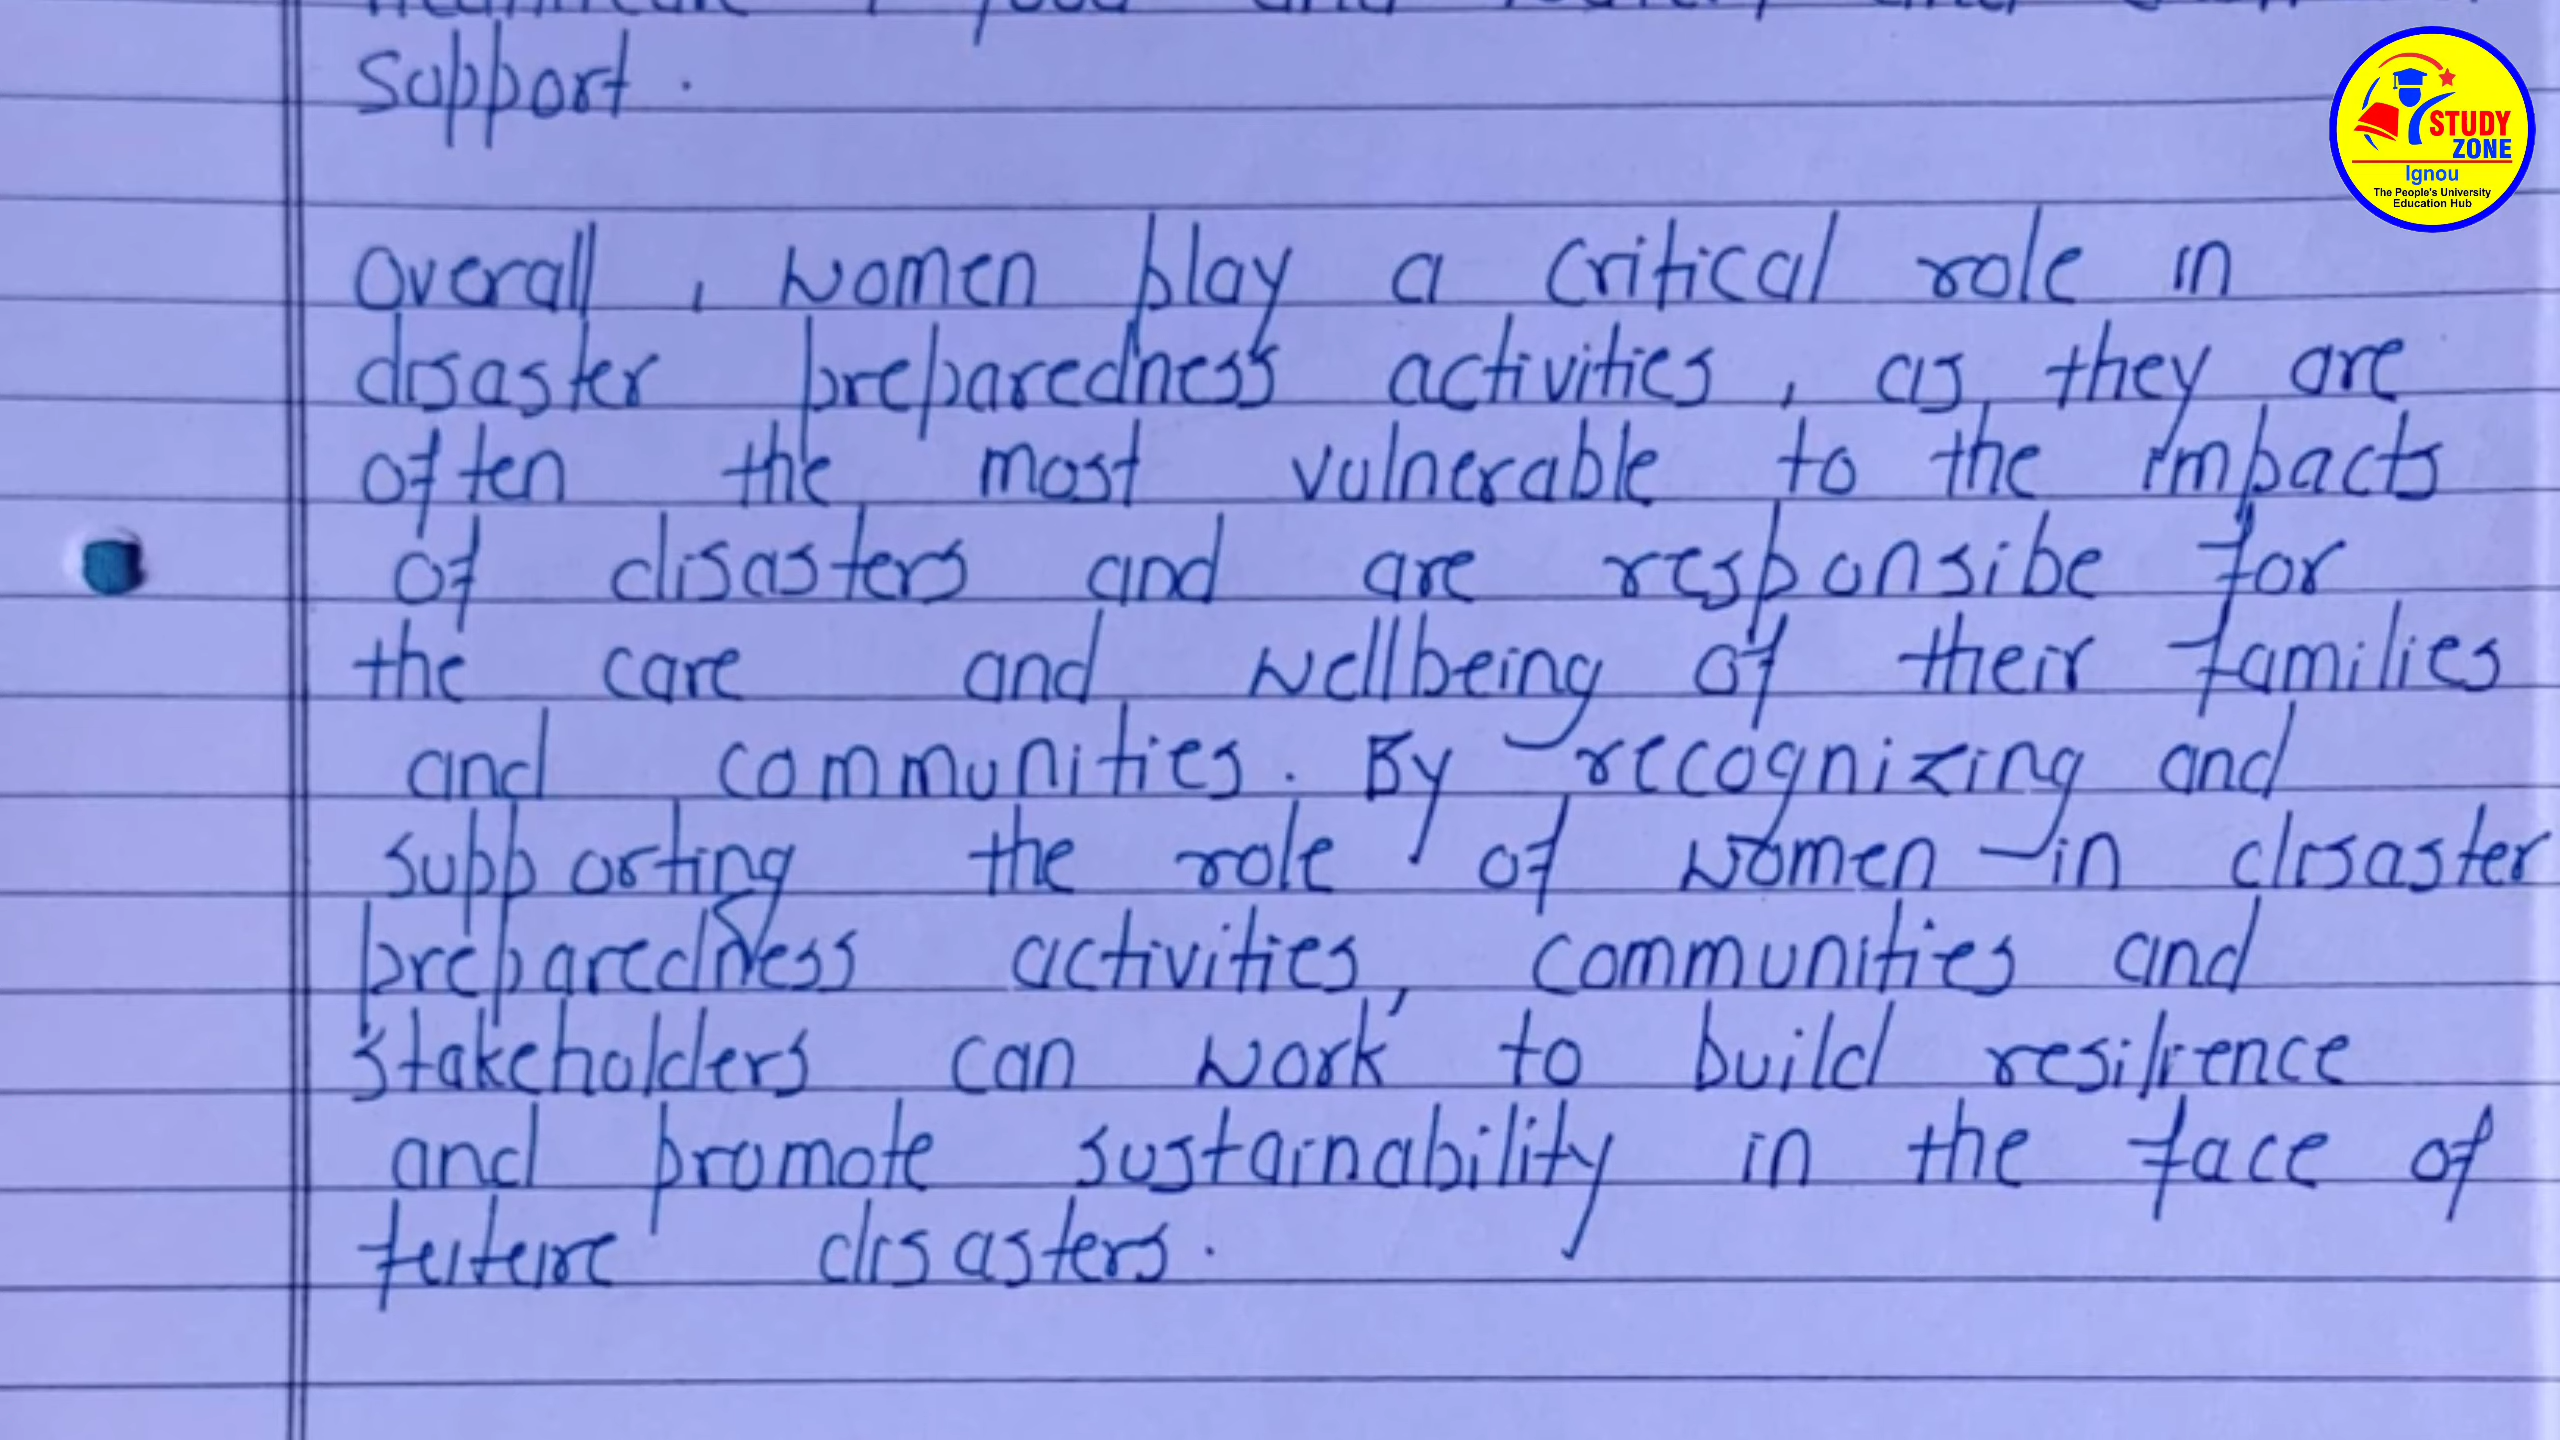 food and
support.
STUDY
ZONE
Ignou
The People's University
Education Hub
Overall, women play a critical role in
disaster preparedness activities, as they are
often the most vulnerable to the impacts
of disasters and are responsibe for
the care and wellbeing of their families
and communities. By recognizing and
supporting the role of women in disaster
preparedness activities, communities and
stakeholders can work to build resilience
and promote sustainability in the face of
future disasters.